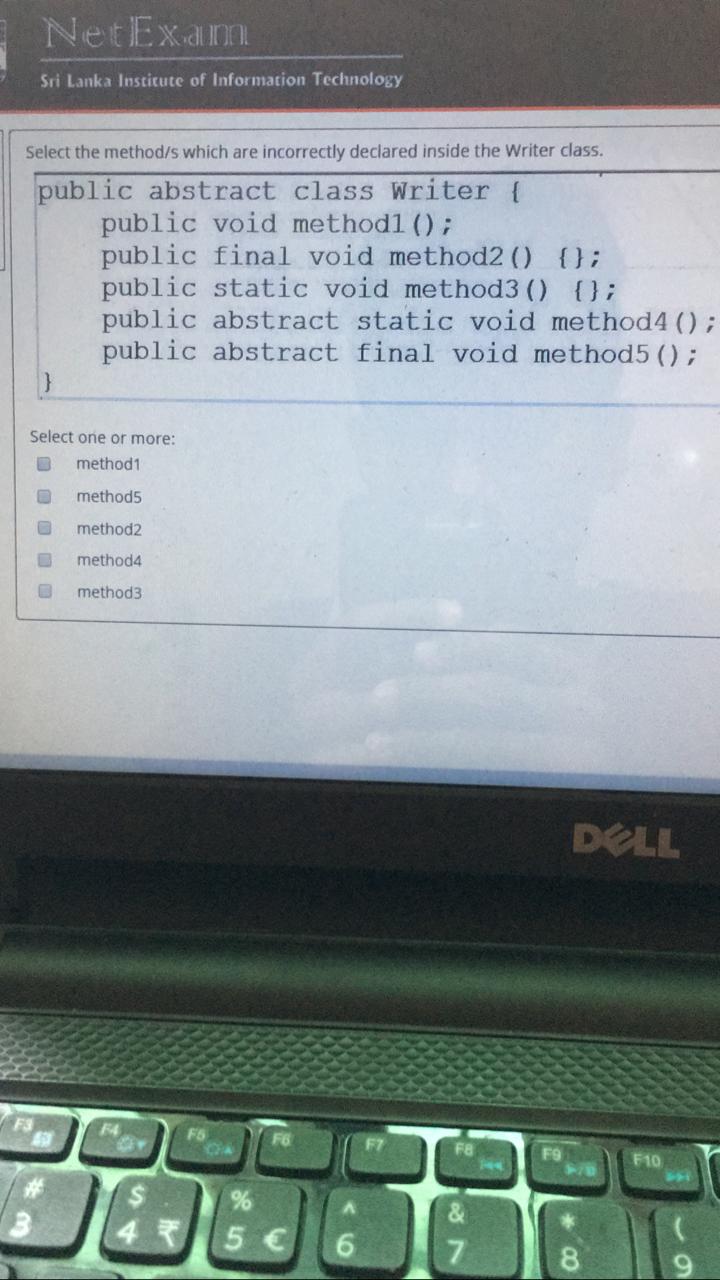 NetExam
Sri Lanka Institute of Information Technology
Select the method/s which are incorrectly declared inside the Writer class.
public abstract class Writer {
public void method1();
public final void method2() {};
public static void method3() {};
public abstract static void method4();
public abstract final void method5();
}
Select one or more:
method1
method5
method2
method4
method3
DELL
F3 F4 F5 F6 F7 F8 F9 F10
# $ % ^ & * (
3 4 ₹ 5 € 6 7 8 9